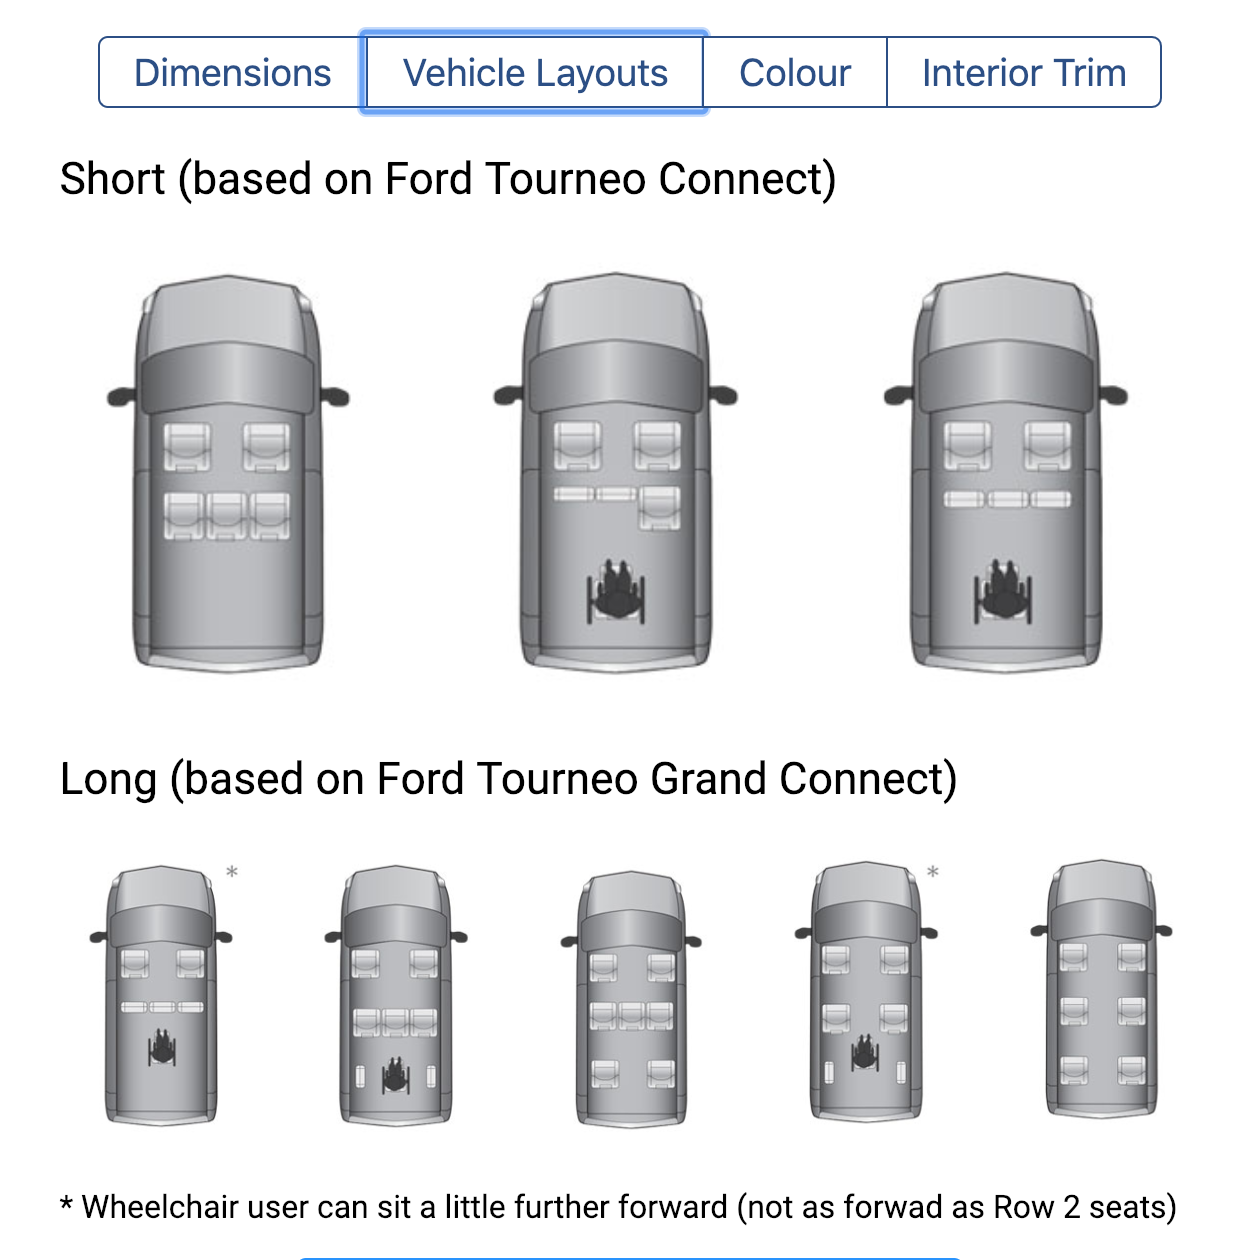 Dimensions
Vehicle Layouts
Colour
Interior Trim
Short (based on Ford Tourneo Connect)
Long (based on Ford Tourneo Grand Connect)
*
*
* Wheelchair user can sit a little further forward (not as forwad as Row 2 seats)